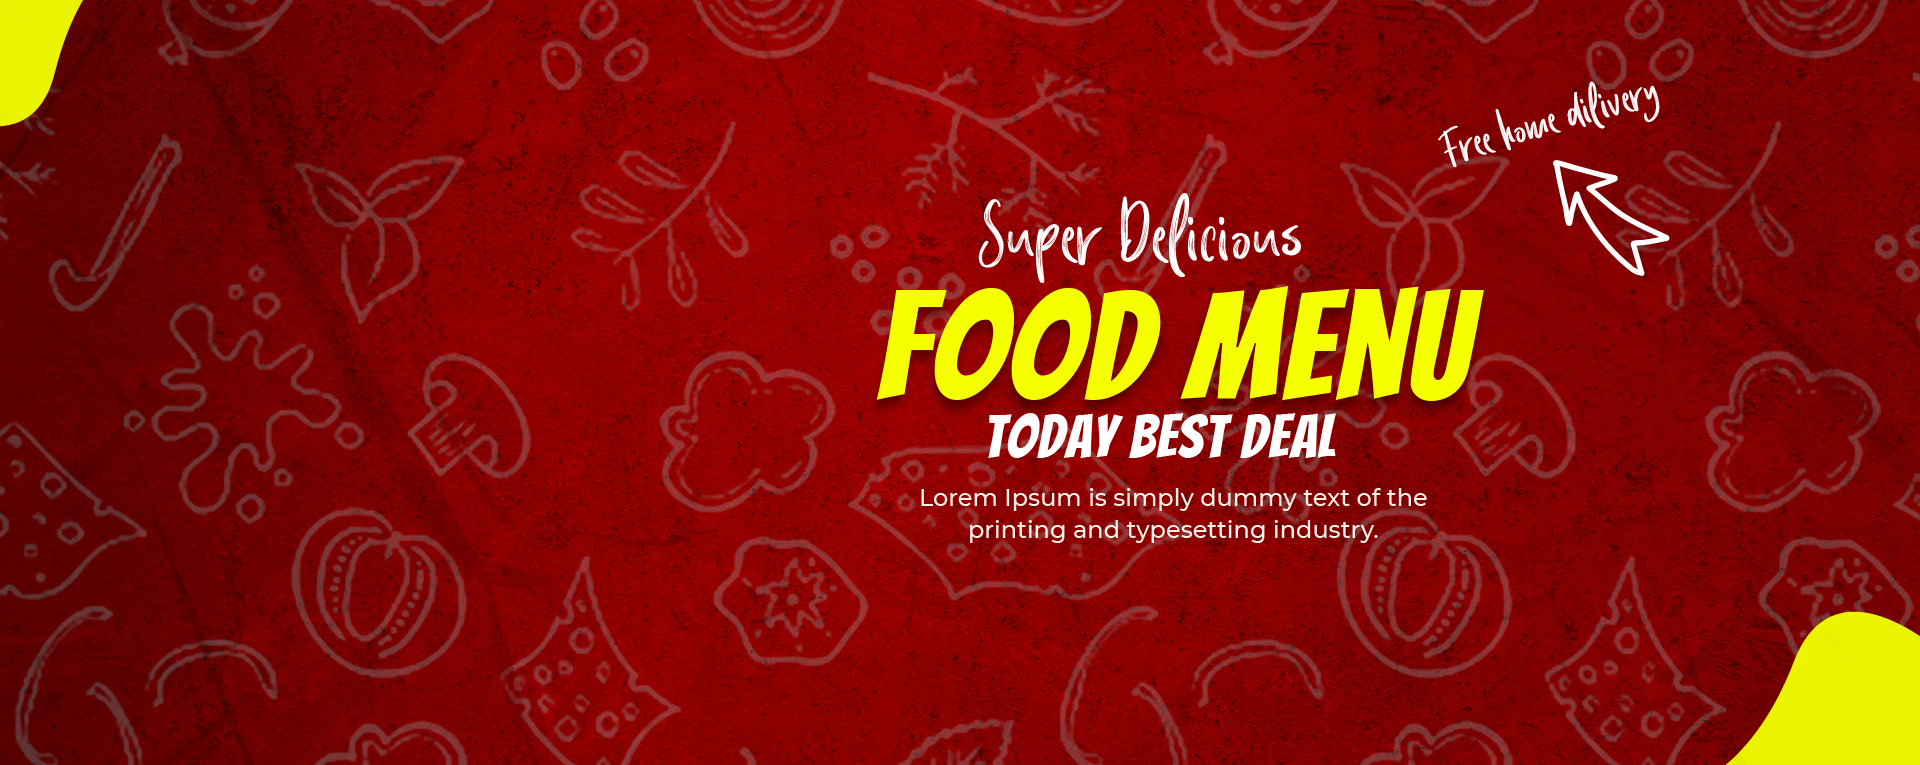 Free home dilivery
Super Delicious
FOOD MENU
TODAY BEST DEAL
Lorem Ipsum is simply dummy text of the
printing and typesetting industry.